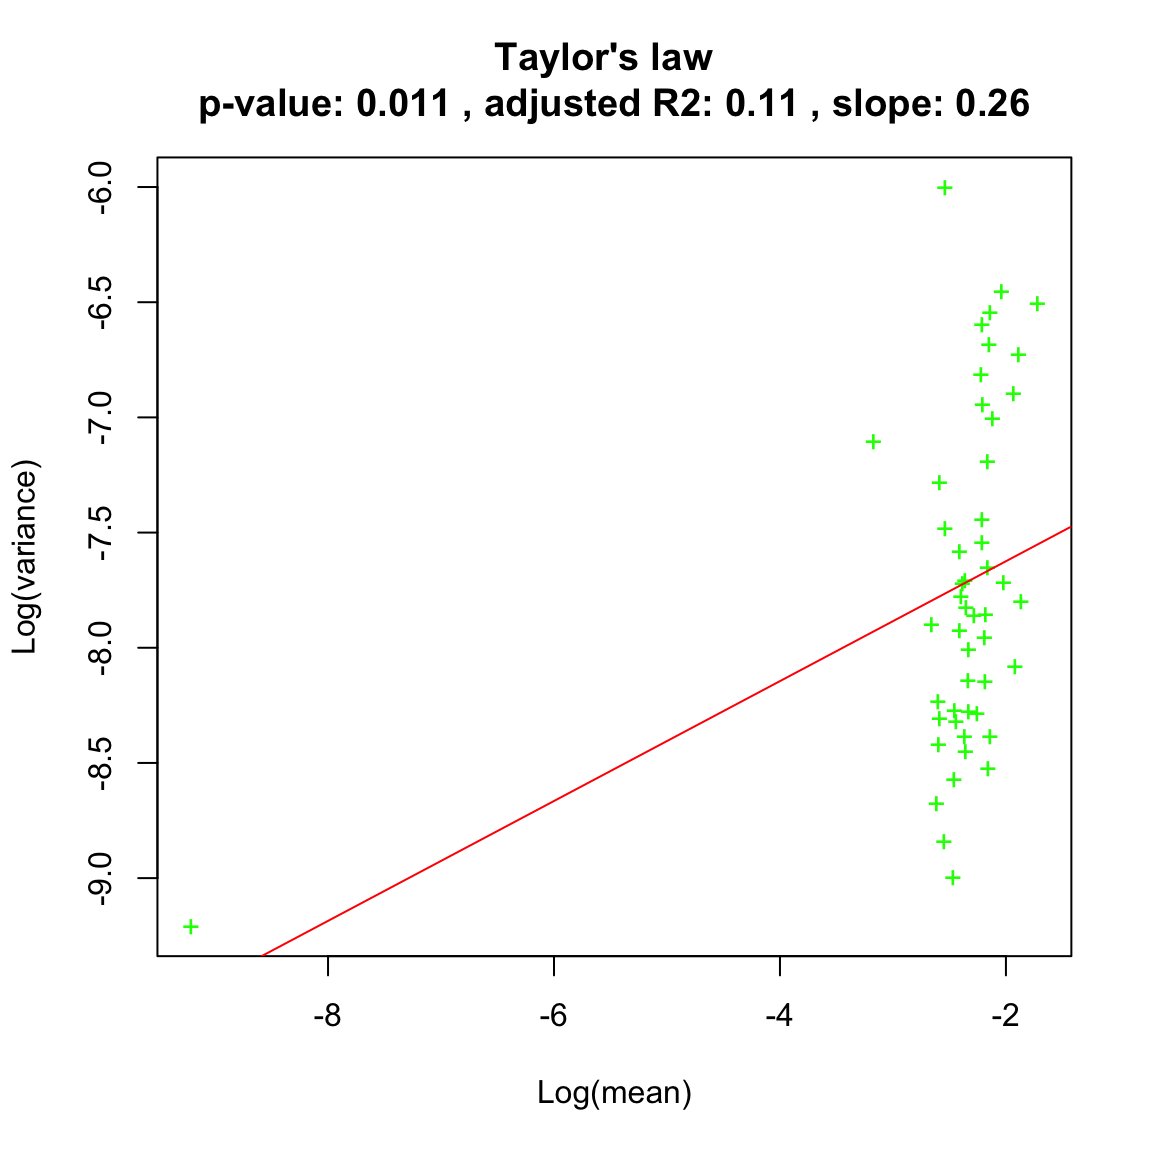 Taylor's law
p-value: 0.011 , adjusted R2: 0.11 , slope: 0.26
-6.0
-6.5
-7.0
-7.5
-8.0
-8.5
-9.0
Log(variance)
-8 -6 -4 -2
Log(mean)